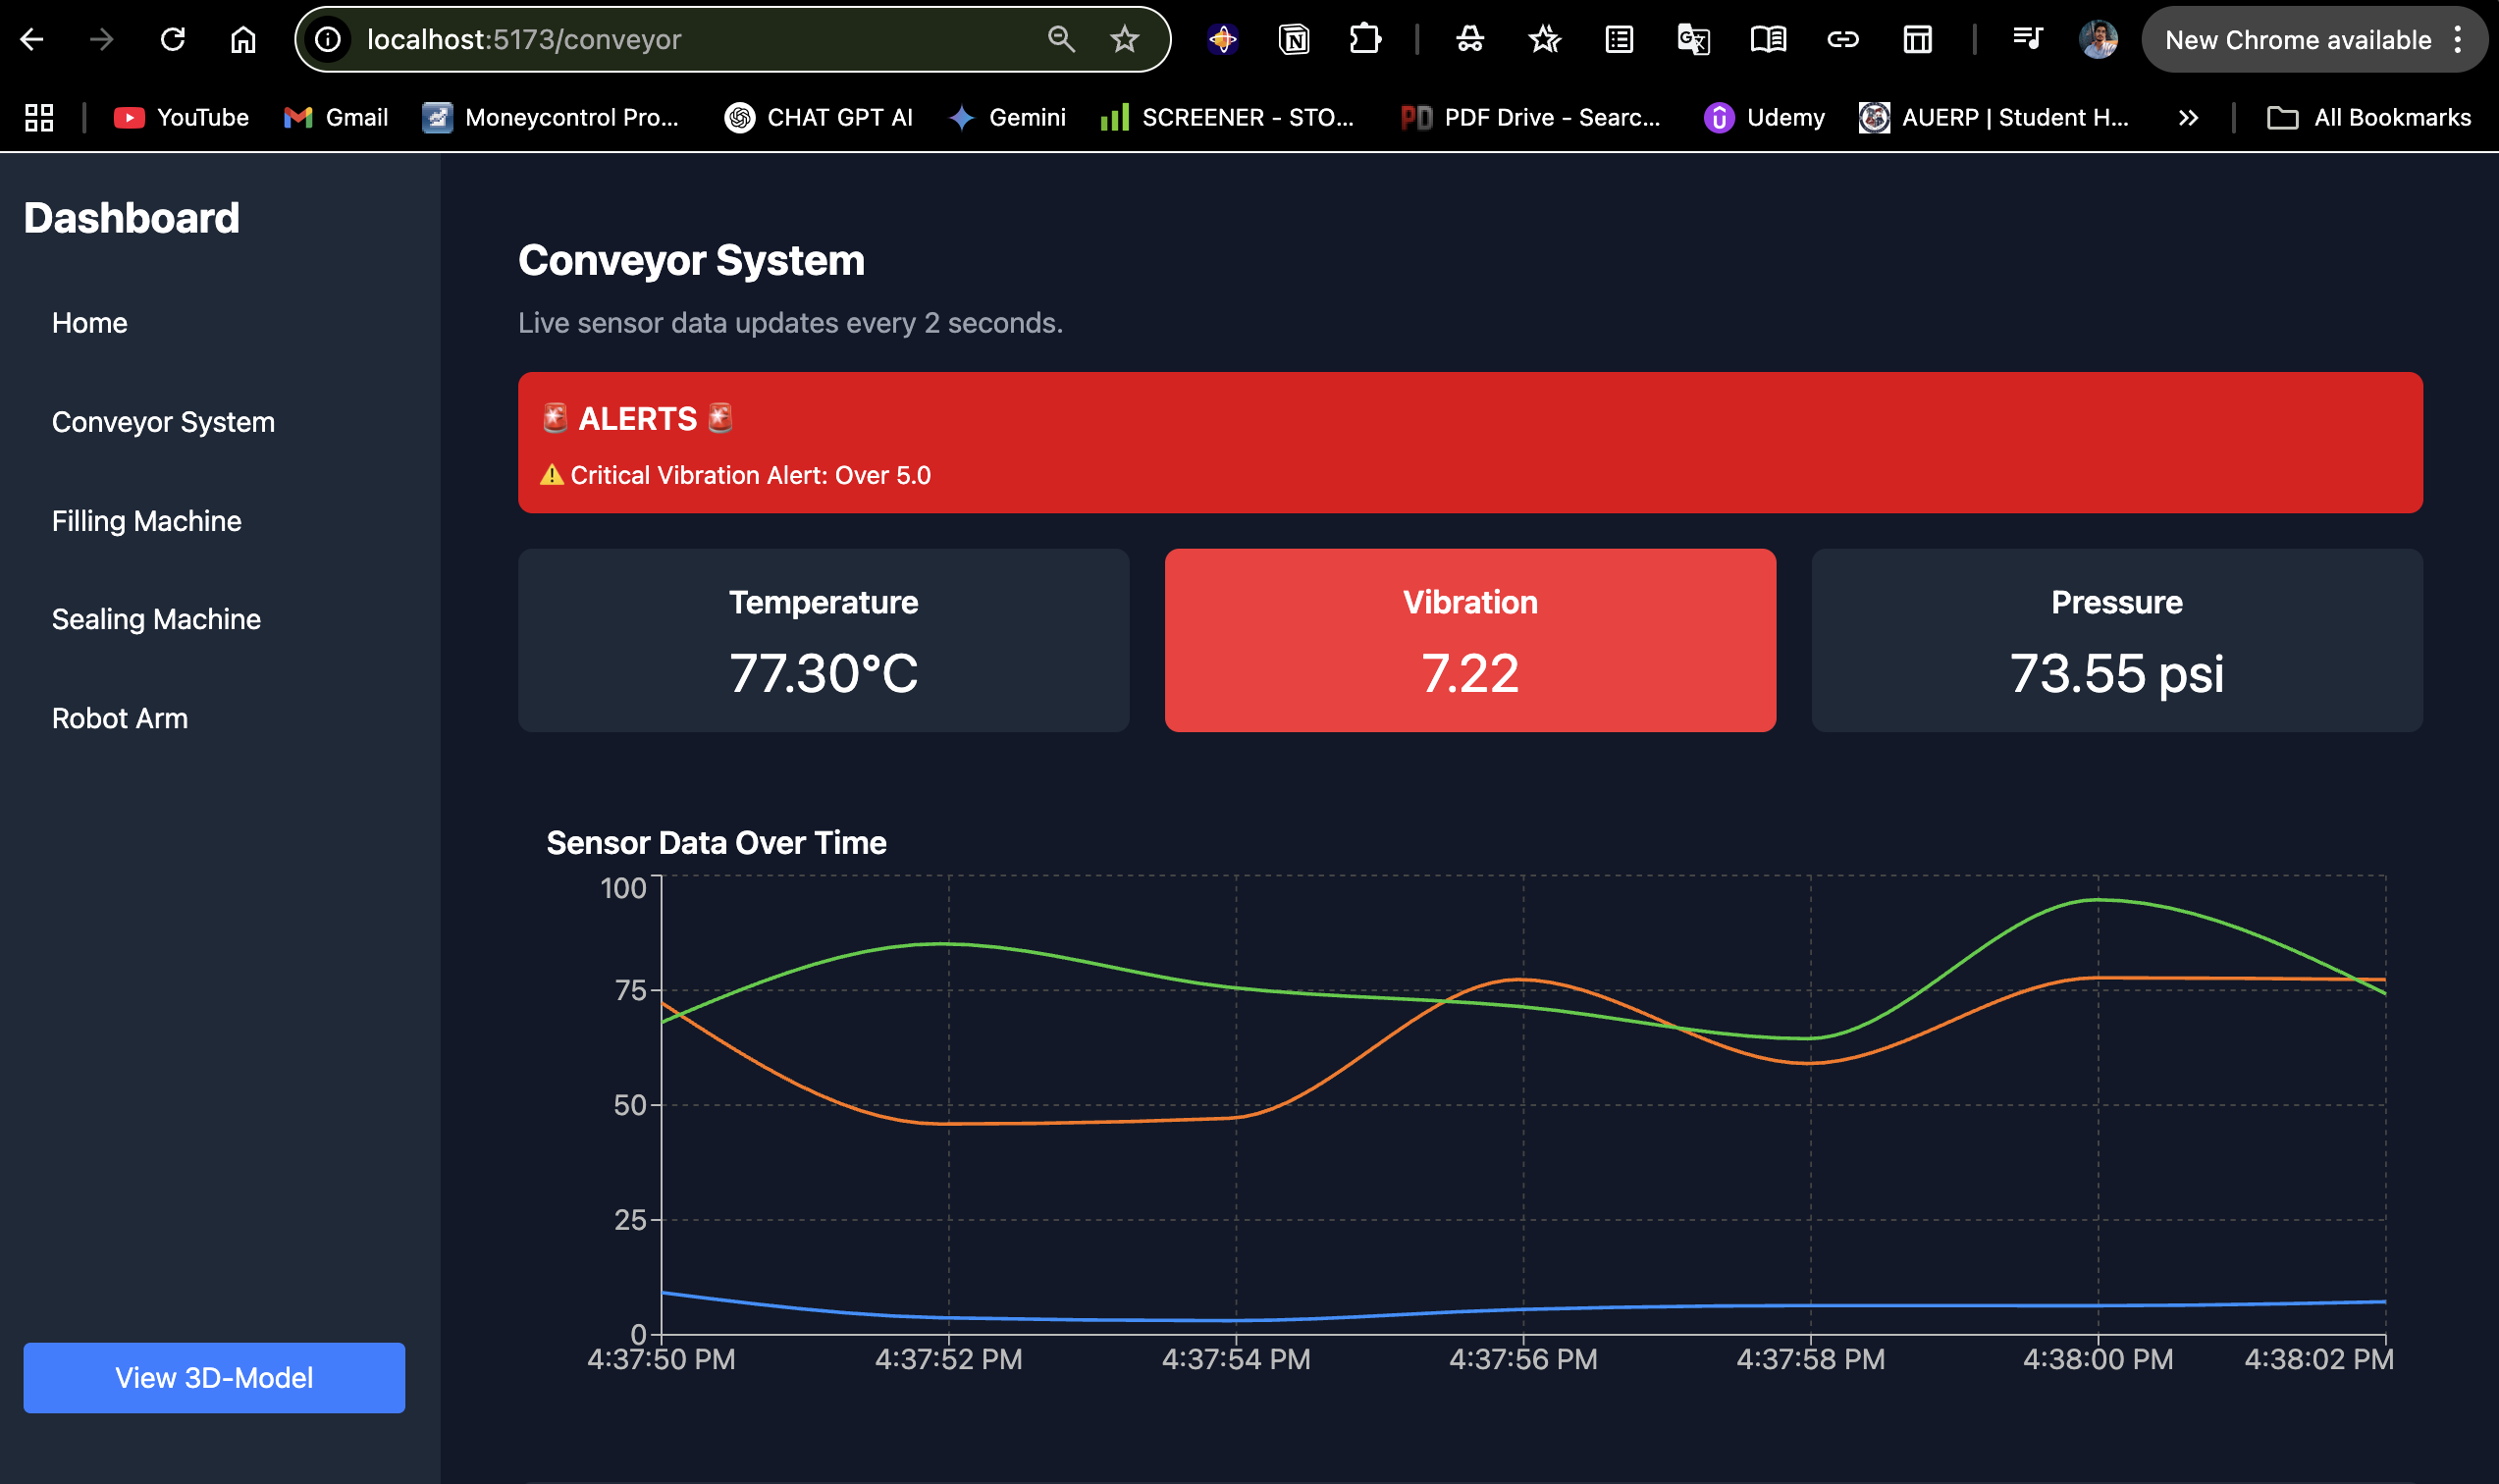 localhost:5173/conveyor
New Chrome available
YouTube
Gmail
Moneycontrol Pro...
CHAT GPT AI
Gemini
SCREENER - STO...
PD
PDF Drive - Searc...
Udemy
AUERP | Student H...
All Bookmarks
Dashboard
Home
Conveyor System
Filling Machine
Sealing Machine
Robot Arm
View 3D-Model
Conveyor System
Live sensor data updates every 2 seconds.
🚨 ALERTS 🚨
⚠️ Critical Vibration Alert: Over 5.0
Temperature
77.30°C
Vibration
7.22
Pressure
73.55 psi
Sensor Data Over Time
100
75
50
25
0
4:37:50 PM
4:37:52 PM
4:37:54 PM
4:37:56 PM
4:37:58 PM
4:38:00 PM
4:38:02 PM